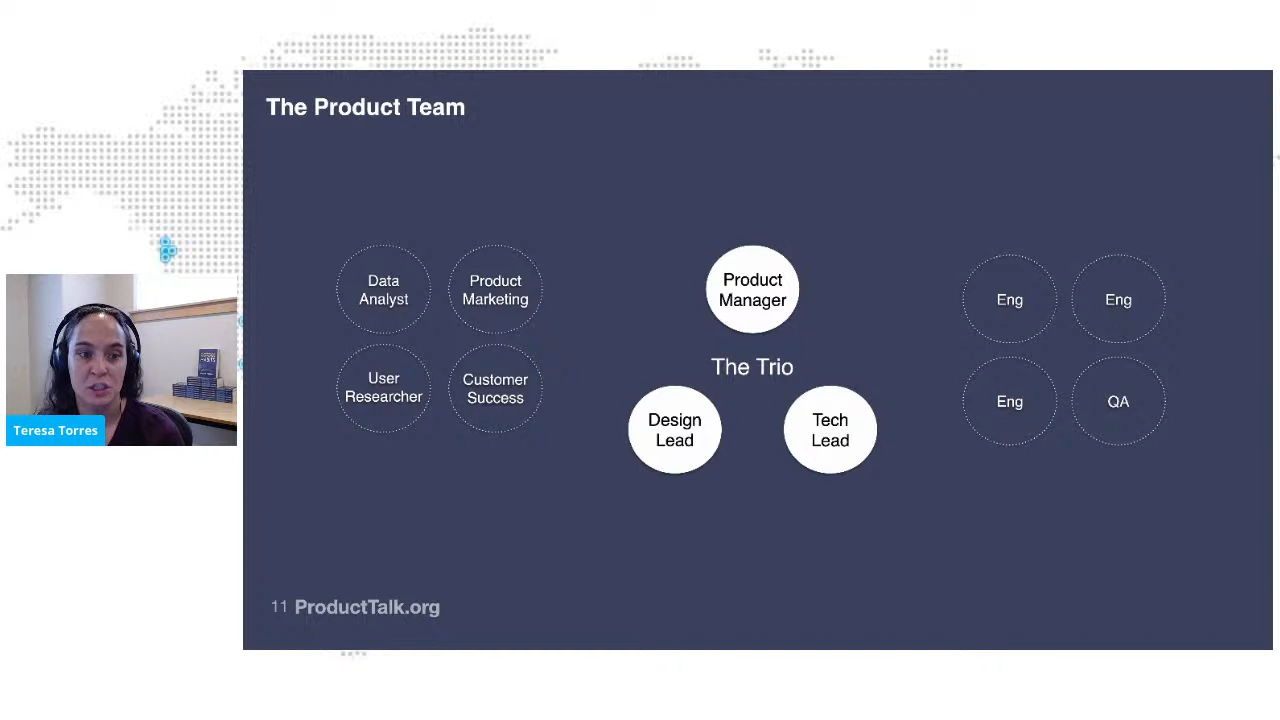 The Product Team
Data
Analyst
Product
Marketing
User
Researcher
Customer
Success
Product
Manager
The Trio
Design
Lead
Tech
Lead
Eng
Eng
Eng
QA
Teresa Torres
11 ProductTalk.org